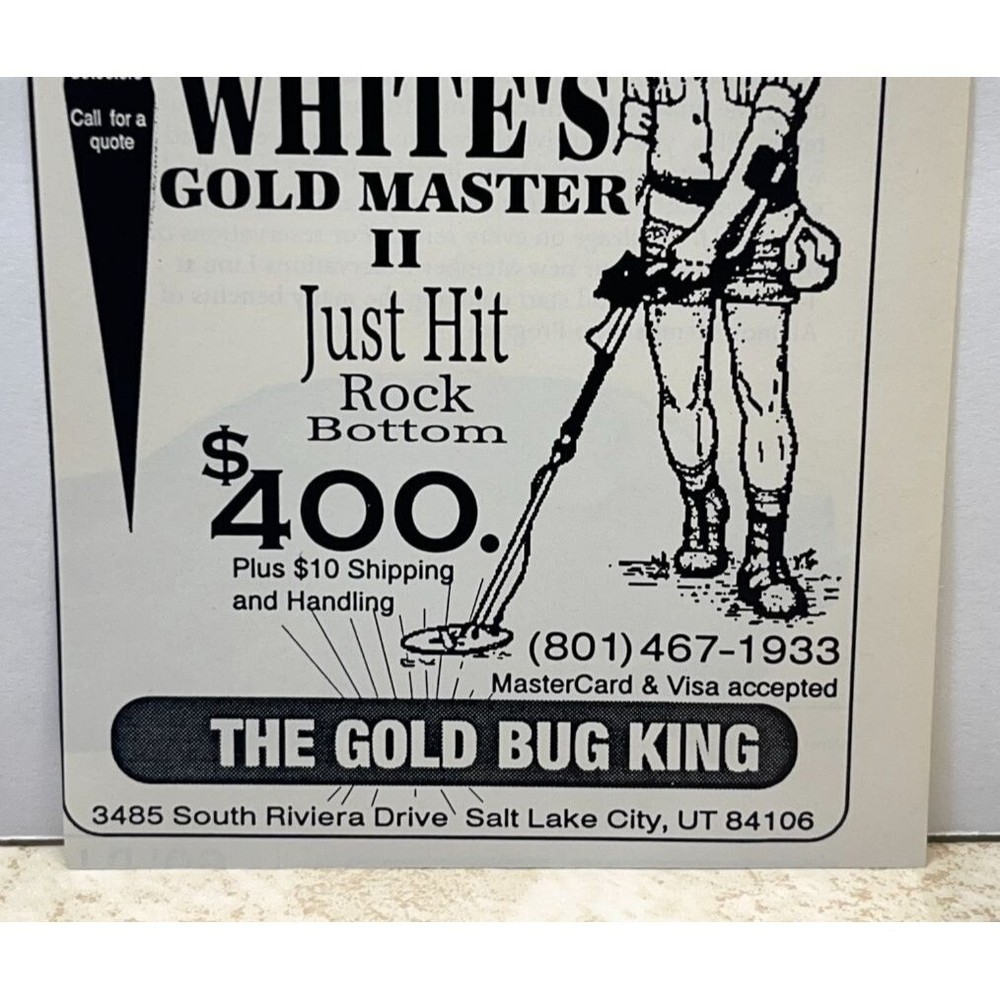 Call for a
quote
WHITE'S
GOLD MASTER
II
Just Hit
Rock
Bottom
$400.
Plus $10 Shipping
and Handling
(801) 467-1933
MasterCard & Visa accepted
THE GOLD BUG KING
3485 South Riviera Drive Salt Lake City, UT 84106